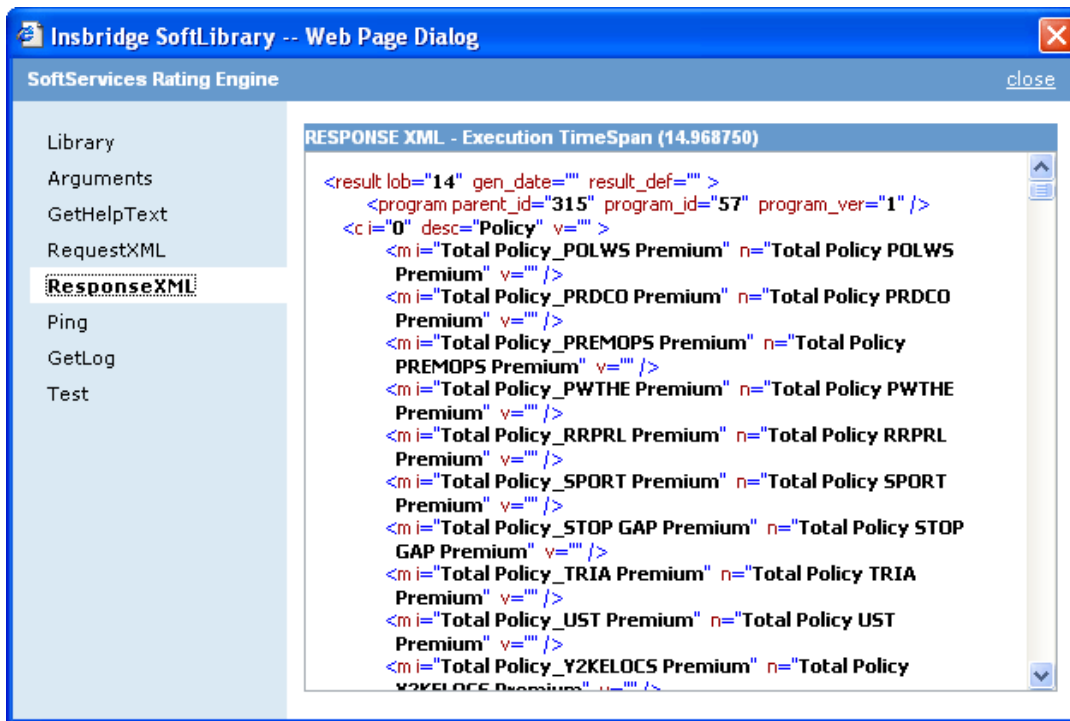 Insbridge SoftLibrary -- Web Page Dialog
SoftServices Rating Engine
close
Library
Arguments
GetHelpText
RequestXML
ResponseXML
Ping
GetLog
Test
RESPONSE XML - Execution TimeSpan (14.968750)
<result lob="14" gen_date="" result_def="" >
<program parent_id="315" program_id="57" program_ver="1" />
<c i="0" desc="Policy" v="" >
<m i="Total Policy_POLWS Premium" n="Total Policy POLWS
Premium" v="" />
<m i="Total Policy_PRDCO Premium" n="Total Policy PRDCO
Premium" v="" />
<m i="Total Policy_PREMOPS Premium" n="Total Policy
PREMOPS Premium" v="" />
<m i="Total Policy_PWTHE Premium" n="Total Policy PWTHE
Premium" v="" />
<m i="Total Policy_RRPRL Premium" n="Total Policy RRPRL
Premium" v="" />
<m i="Total Policy_SPORT Premium" n="Total Policy SPORT
Premium" v="" />
<m i="Total Policy_STOP GAP Premium" n="Total Policy STOP
GAP Premium" v="" />
<m i="Total Policy_TRIA Premium" n="Total Policy TRIA
Premium" v="" />
<m i="Total Policy_UST Premium" n="Total Policy UST
Premium" v="" />
<m i="Total Policy_Y2KELOCS Premium" n="Total Policy
Y2KELOCS Premium" v="" />